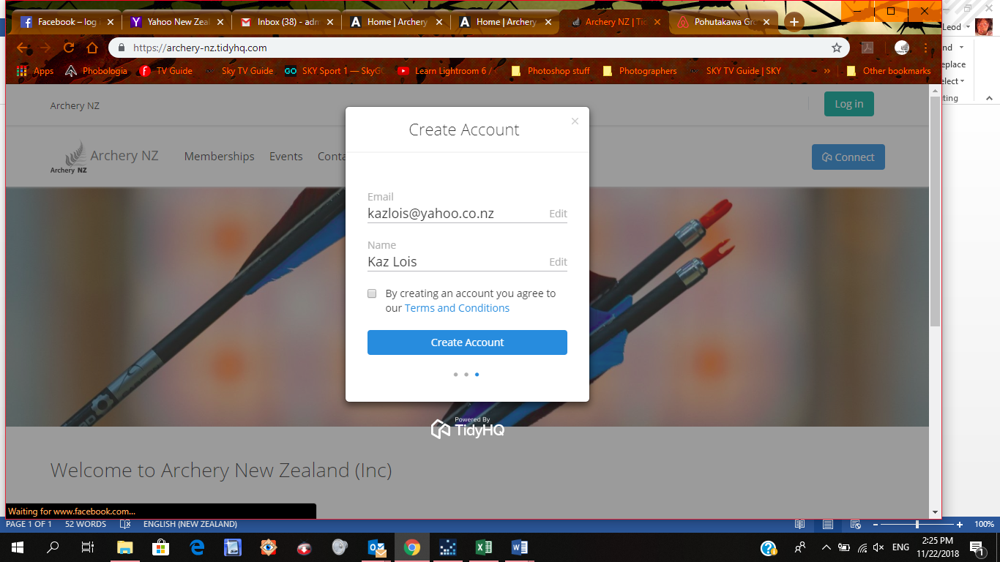 Leod
Facebook – log
Yahoo New Zeal
Inbox (38) - adm
Home | Archery
Home | Archery
Archery NZ | Tid
Pohutakawa Gro
https://archery-nz.tidyhq.com
Apps
Phobologia
TV Guide
Sky TV Guide
SKY Sport 1 — SkyG
Learn Lightroom 6 /
Photoshop stuff
Photographers
SKY TV Guide | SKY
»
Other bookmarks
nd
eplace
elect
ting
Archery NZ
Log in
Archery NZ
Archery NZ
Memberships
Events
Conta
Connect
Create Account
×
Email
kazlois@yahoo.co.nz
Edit
Name
Kaz Lois
Edit
By creating an account you agree to
our Terms and Conditions
Create Account
Powered By
TidyHQ
Welcome to Archery New Zealand (Inc)
Waiting for www.facebook.com...
PAGE 1 OF 1
52 WORDS
ENGLISH (NEW ZEALAND)
100%
ENG
2:25 PM
11/22/2018
1